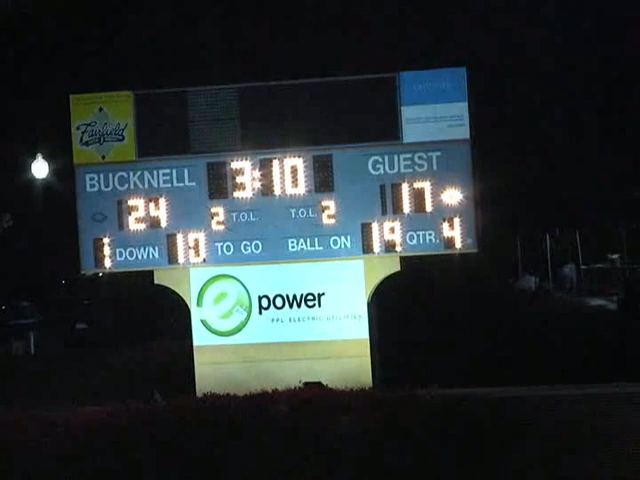 Fairfield
BUCKNELL 3:10 GUEST
24 2 T.O.L. T.O.L. 2 17
1 DOWN 10 TO GO BALL ON 19 QTR. 4
e power
PPL ELECTRIC UTILITIES